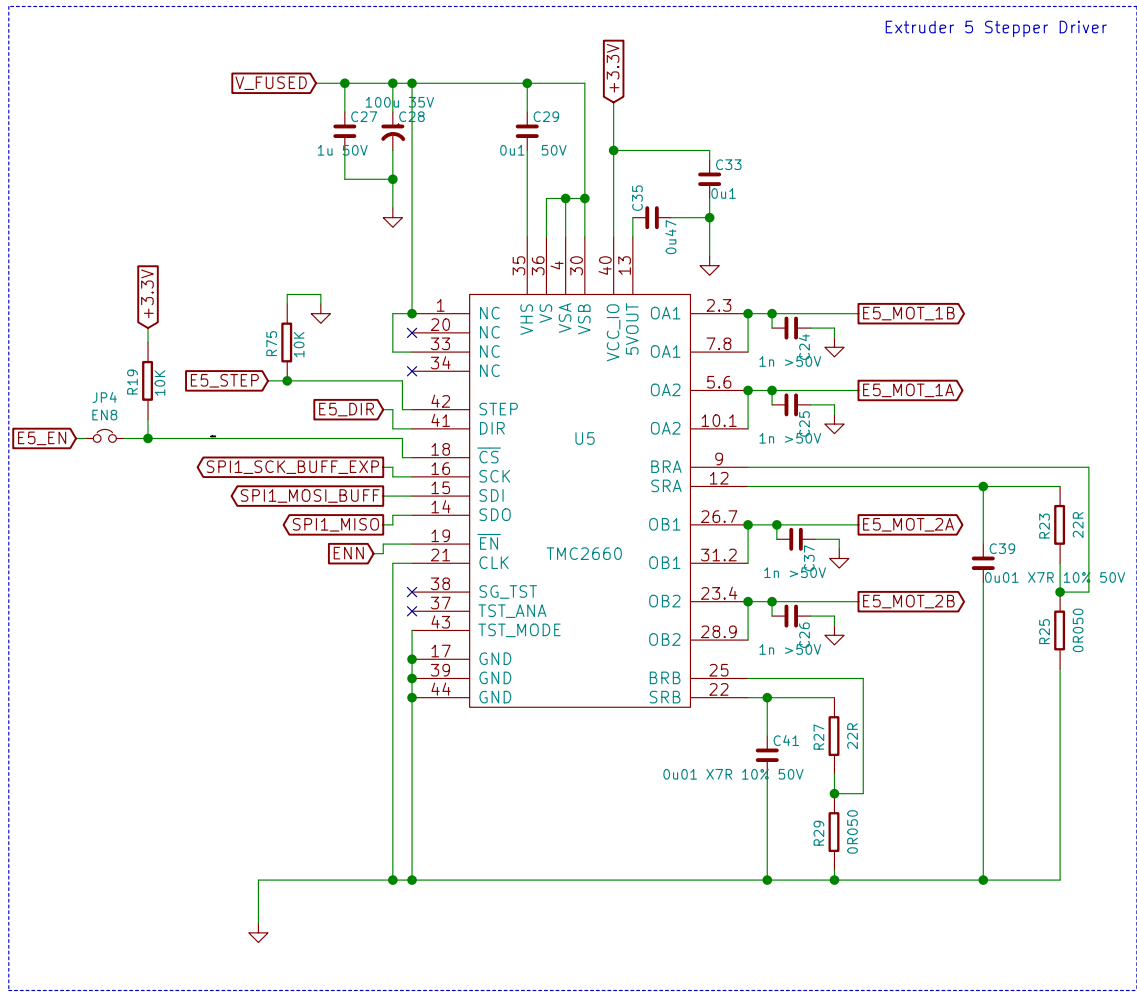 Extruder 5 Stepper Driver
+3.3V
V_FUSED
100u 35V
C27
C28
1u 50V
C29
0u1 50V
C33
0u1
C35
0u47
35
36
4
30
40
13
VHS
VS
VSA
VSB
VCC_IO
5VOUT
+3.3V
R19
10K
R75
10K
E5_STEP
E5_DIR
JP4
EN8
E5_EN
SPI1_SCK_BUFF_EXP
SPI1_MOSI_BUFF
SPI1_MISO
ENN
1 NC
20 NC
33 NC
34 NC
42 STEP
41 DIR
18 CS
16 SCK
15 SDI
14 SDO
19 EN
21 CLK
38 SG_TST
37 TST_ANA
43 TST_MODE
17 GND
39 GND
44 GND
U5
TMC2660
OA1 2.3
OA1 7.8
OA2 5.6
OA2 10.1
BRA 9
SRA 12
OB1 26.7
OB1 31.2
OB2 23.4
OB2 28.9
BRB 25
SRB 22
E5_MOT_1B
C24
1n >50V
E5_MOT_1A
C25
1n >50V
E5_MOT_2A
C37
1n >50V
E5_MOT_2B
C26
1n >50V
R23
22R
C39
0u01 X7R 10% 50V
R25
0R050
R27
22R
C41
0u01 X7R 10% 50V
R29
0R050